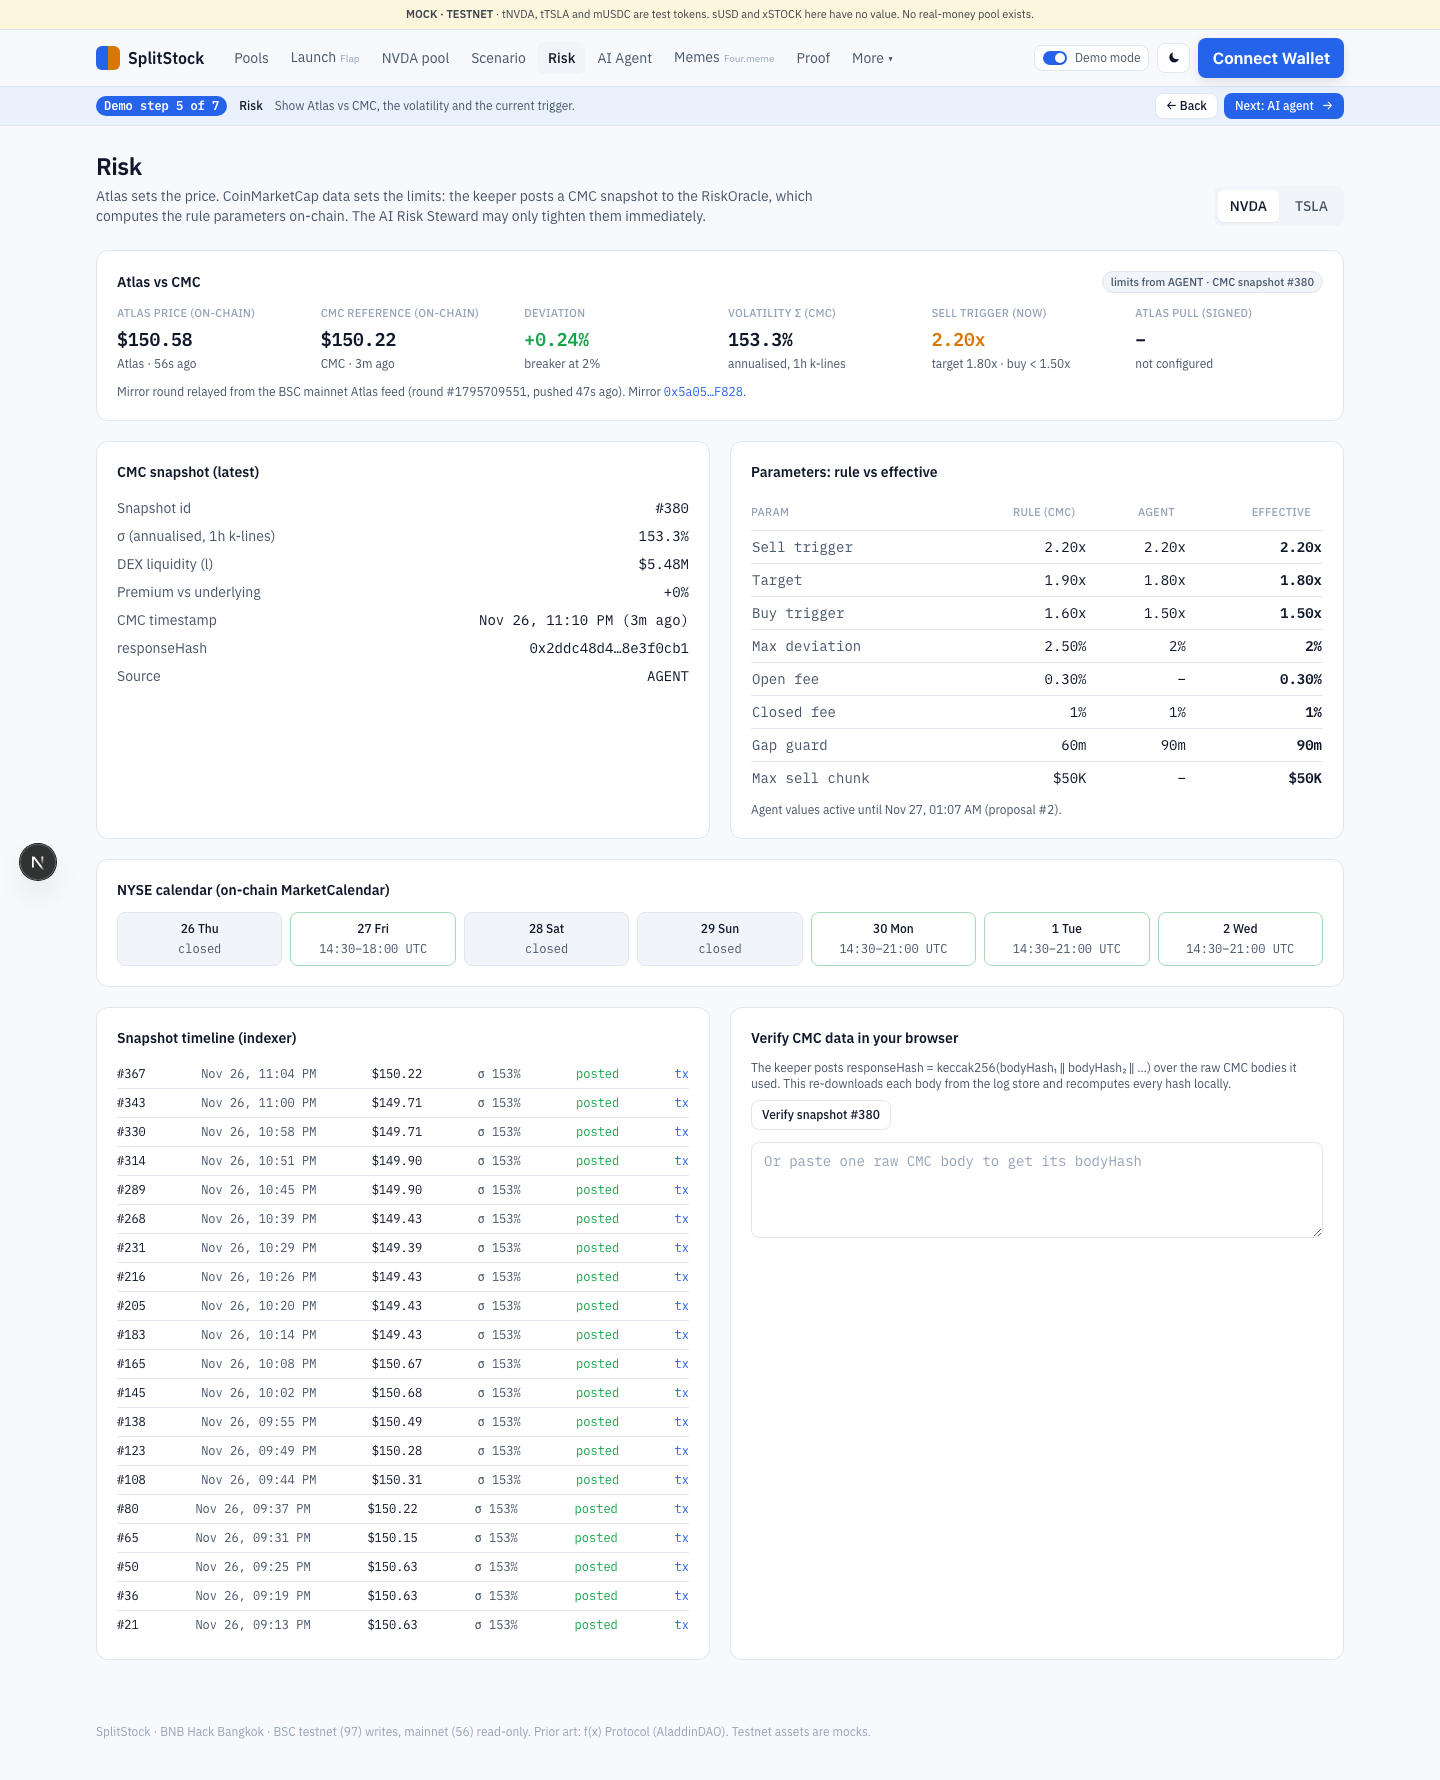 MOCK · TESTNET · tNVDA, tTSLA and mUSDC are test tokens. sUSD and xSTOCK here have no value. No real-money pool exists.
SplitStock Pools Launch Flap NVDA pool Scenario Risk AI Agent Memes Four.meme Proof More ▾ Demo mode Connect Wallet
Demo step 5 of 7 Risk Show Atlas vs CMC, the volatility and the current trigger. ← Back Next: AI agent →
Risk
Atlas sets the price. CoinMarketCap data sets the limits: the keeper posts a CMC snapshot to the RiskOracle, which
computes the rule parameters on-chain. The AI Risk Steward may only tighten them immediately.
NVDA TSLA
Atlas vs CMC limits from AGENT · CMC snapshot #380
ATLAS PRICE (ON-CHAIN) CMC REFERENCE (ON-CHAIN) DEVIATION VOLATILITY Σ (CMC) SELL TRIGGER (NOW) ATLAS PULL (SIGNED)
$150.58 $150.22 +0.24% 153.3% 2.20x –
Atlas · 56s ago CMC · 3m ago breaker at 2% annualised, 1h k-lines target 1.80x · buy < 1.50x not configured
Mirror round relayed from the BSC mainnet Atlas feed (round #1795709551, pushed 47s ago). Mirror 0x5a05…F828.
CMC snapshot (latest)
Snapshot id #380
σ (annualised, 1h k-lines) 153.3%
DEX liquidity (l) $5.48M
Premium vs underlying +0%
CMC timestamp Nov 26, 11:10 PM (3m ago)
responseHash 0x2ddc48d4…8e3f0cb1
Source AGENT
Parameters: rule vs effective
PARAM RULE (CMC) AGENT EFFECTIVE
Sell trigger 2.20x 2.20x 2.20x
Target 1.90x 1.80x 1.80x
Buy trigger 1.60x 1.50x 1.50x
Max deviation 2.50% 2% 2%
Open fee 0.30% – 0.30%
Closed fee 1% 1% 1%
Gap guard 60m 90m 90m
Max sell chunk $50K – $50K
Agent values active until Nov 27, 01:07 AM (proposal #2).
N
NYSE calendar (on-chain MarketCalendar)
26 Thu 27 Fri 28 Sat 29 Sun 30 Mon 1 Tue 2 Wed
closed 14:30–18:00 UTC closed closed 14:30–21:00 UTC 14:30–21:00 UTC 14:30–21:00 UTC
Snapshot timeline (indexer)
#367 Nov 26, 11:04 PM $150.22 σ 153% posted tx
#343 Nov 26, 11:00 PM $149.71 σ 153% posted tx
#330 Nov 26, 10:58 PM $149.71 σ 153% posted tx
#314 Nov 26, 10:51 PM $149.90 σ 153% posted tx
#289 Nov 26, 10:45 PM $149.90 σ 153% posted tx
#268 Nov 26, 10:39 PM $149.43 σ 153% posted tx
#231 Nov 26, 10:29 PM $149.39 σ 153% posted tx
#216 Nov 26, 10:26 PM $149.43 σ 153% posted tx
#205 Nov 26, 10:20 PM $149.43 σ 153% posted tx
#183 Nov 26, 10:14 PM $149.43 σ 153% posted tx
#165 Nov 26, 10:08 PM $150.67 σ 153% posted tx
#145 Nov 26, 10:02 PM $150.68 σ 153% posted tx
#138 Nov 26, 09:55 PM $150.49 σ 153% posted tx
#123 Nov 26, 09:49 PM $150.28 σ 153% posted tx
#108 Nov 26, 09:44 PM $150.31 σ 153% posted tx
#80 Nov 26, 09:37 PM $150.22 σ 153% posted tx
#65 Nov 26, 09:31 PM $150.15 σ 153% posted tx
#50 Nov 26, 09:25 PM $150.63 σ 153% posted tx
#36 Nov 26, 09:19 PM $150.63 σ 153% posted tx
#21 Nov 26, 09:13 PM $150.63 σ 153% posted tx
Verify CMC data in your browser
The keeper posts responseHash = keccak256(bodyHash₁ ‖ bodyHash₂ ‖ …) over the raw CMC bodies it
used. This re-downloads each body from the log store and recomputes every hash locally.
Verify snapshot #380
Or paste one raw CMC body to get its bodyHash
SplitStock · BNB Hack Bangkok · BSC testnet (97) writes, mainnet (56) read-only. Prior art: f(x) Protocol (AladdinDAO). Testnet assets are mocks.